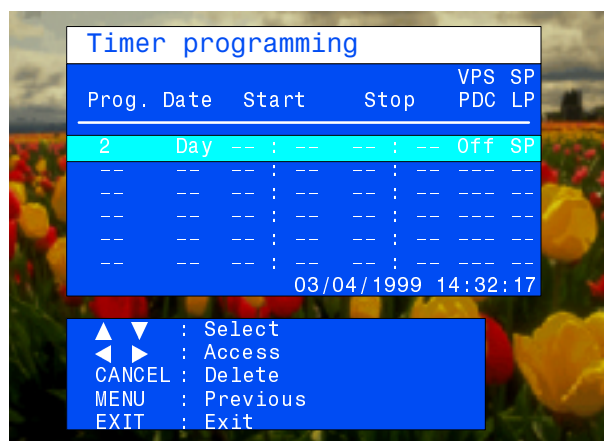 Timer programming
VPS SP
Prog. Date Start Stop PDC LP
2 Day -- : -- -- : -- Off SP
-- -- -- : -- -- : -- --- --
-- -- -- : -- -- : -- --- --
-- -- -- : -- -- : -- --- --
-- -- -- : -- -- : -- --- --
-- -- -- : -- -- : -- --- --
03/04/1999 14:32:17
▲ ▼ : Select
◀ ▶ : Access
CANCEL : Delete
MENU : Previous
EXIT : Exit